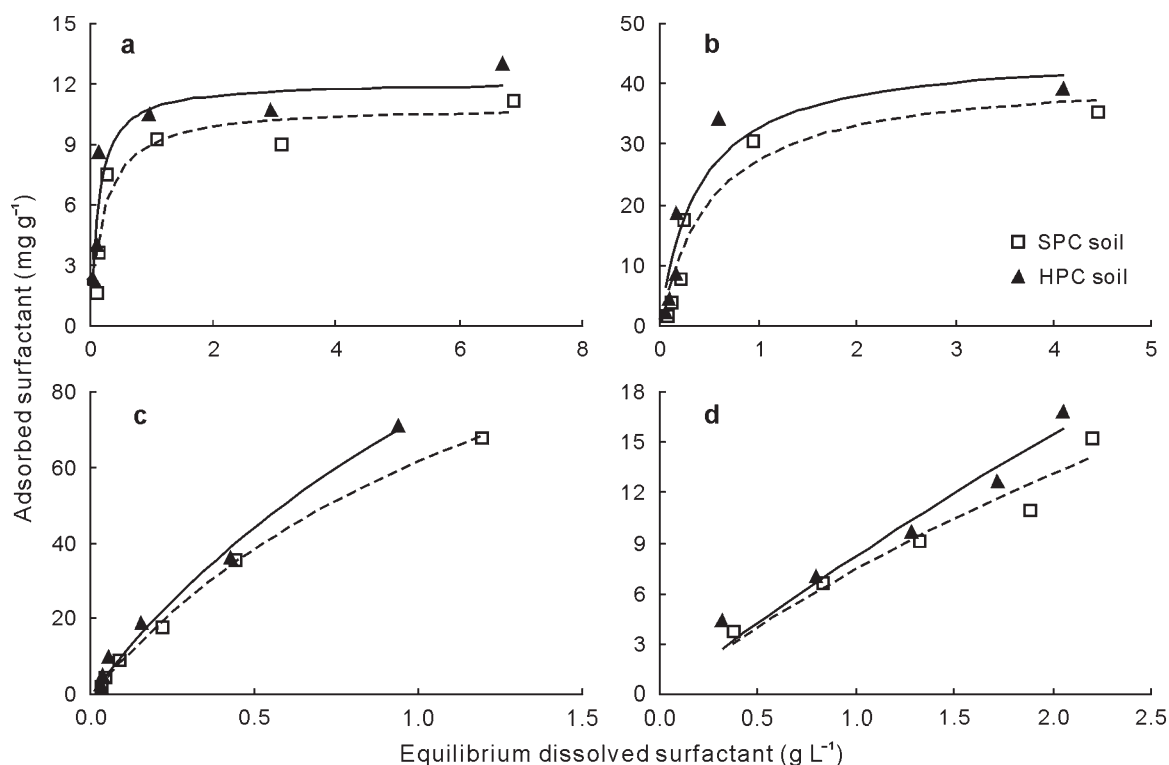 a
15
12
9
6
3
0
0 2 4 6 8
b
50
40
30
20
10
0
0 1 2 3 4 5
SPC soil
HPC soil
c
80
60
40
20
0
0.0 0.5 1.0 1.5
d
18
15
12
9
6
3
0
0.0 0.5 1.0 1.5 2.0 2.5
Adsorbed surfactant (mg g⁻¹)
Equilibrium dissolved surfactant (g L⁻¹)